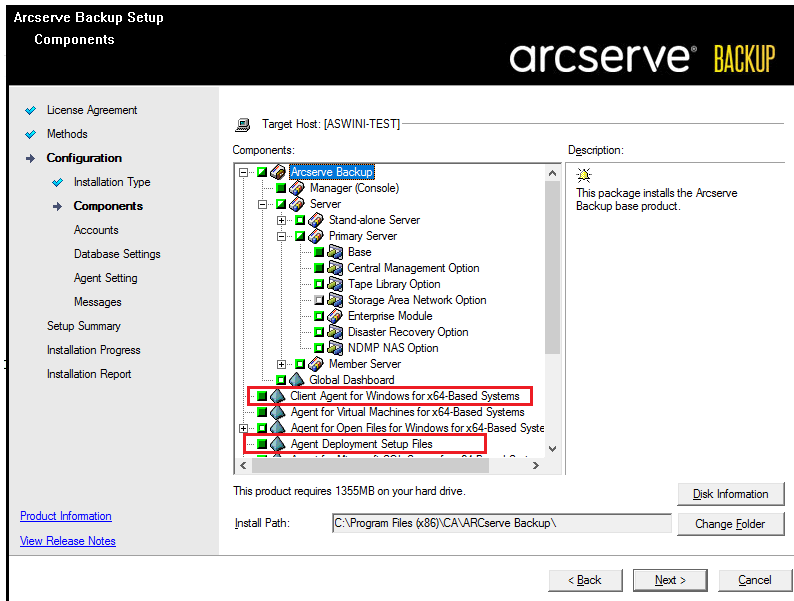 Arcserve Backup Setup
Components
arcserve® BACKUP
License Agreement
Methods
Configuration
Installation Type
Components
Accounts
Database Settings
Agent Setting
Messages
Setup Summary
Installation Progress
Installation Report
Product Information
View Release Notes
Target Host: [ASWINI-TEST]
Components:
Arcserve Backup
Manager (Console)
Server
Stand-alone Server
Primary Server
Base
Central Management Option
Tape Library Option
Storage Area Network Option
Enterprise Module
Disaster Recovery Option
NDMP NAS Option
Member Server
Global Dashboard
Client Agent for Windows for x64-Based Systems
Agent for Virtual Machines for x64-Based Systems
Agent for Open Files for Windows for x64-Based Syste
Agent Deployment Setup Files
Description:
This package installs the Arcserve
Backup base product.
This product requires 1355MB on your hard drive.
Disk Information
Install Path:
C:\Program Files (x86)\CA\ARCserve Backup\
Change Folder
< Back
Next >
Cancel